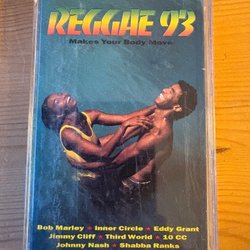 REGGAE '93
Makes Your Body Move
Bob Marley ★ Inner Circle ★ Eddy Grant
Jimmy Cliff ★ Third World ★ 10 CC
Johnny Nash ★ Shabba Ranks